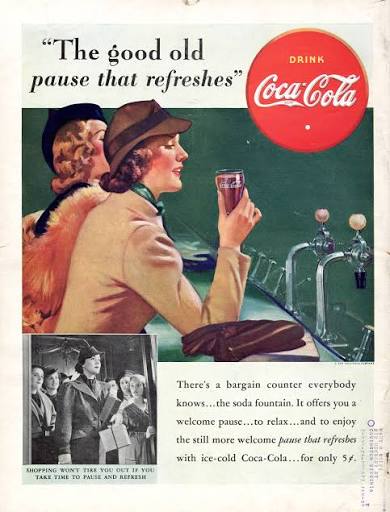 "The good old
pause that refreshes"
DRINK
Coca-Cola
There's a bargain counter everybody
knows...the soda fountain. It offers you a
welcome pause...to relax...and to enjoy
the still more welcome pause that refreshes
with ice-cold Coca-Cola...for only 5¢.
SHOPPING WON'T TIRE YOU OUT IF YOU
TAKE TIME TO PAUSE AND REFRESH